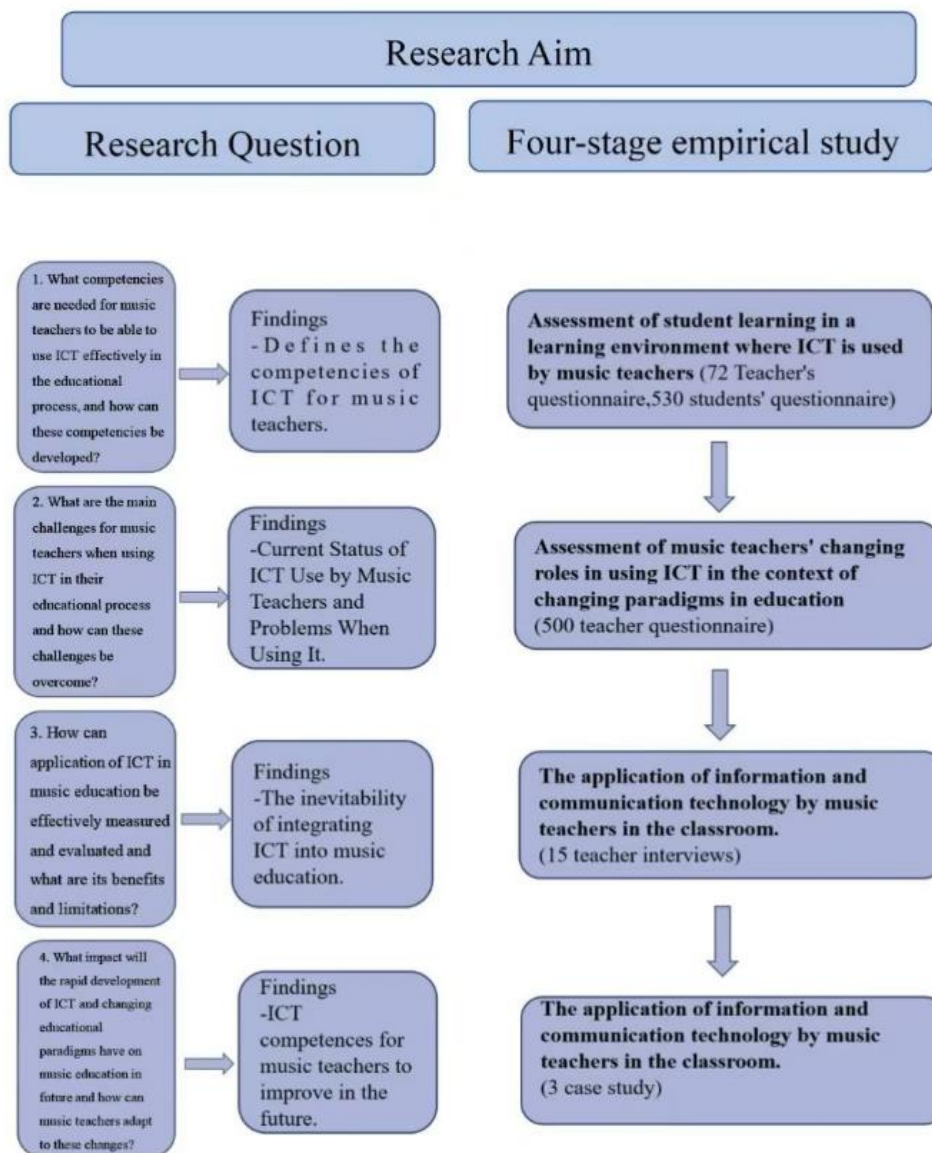 Research Aim
Research Question
Four-stage empirical study
1. What competencies
are needed for music
teachers to be able to
use ICT effectively in
the educational
process, and how can
these competencies be
developed?
Findings
-Defines the
competencies of
ICT for music
teachers.
Assessment of student learning in a
learning environment where ICT is used
by music teachers (72 Teacher's
questionnaire,530 students' questionnaire)
2. What are the main
challenges for music
teachers when using
ICT in their
educational process
and how can these
challenges be
overcome?
Findings
-Current Status of
ICT Use by Music
Teachers and
Problems When
Using It.
Assessment of music teachers' changing
roles in using ICT in the context of
changing paradigms in education
(500 teacher questionnaire)
3. How can
application of ICT in
music education be
effectively measured
and evaluated and
what are its benefits
and limitations?
Findings
-The inevitability
of integrating
ICT into music
education.
The application of information and
communication technology by music
teachers in the classroom.
(15 teacher interviews)
4. What impact will
the rapid development
of ICT and changing
educational
paradigms have on
music education in
future and how can
music teachers adapt
to these changes?
Findings
-ICT
competences for
music teachers to
improve in the
future.
The application of information and
communication technology by music
teachers in the classroom.
(3 case study)